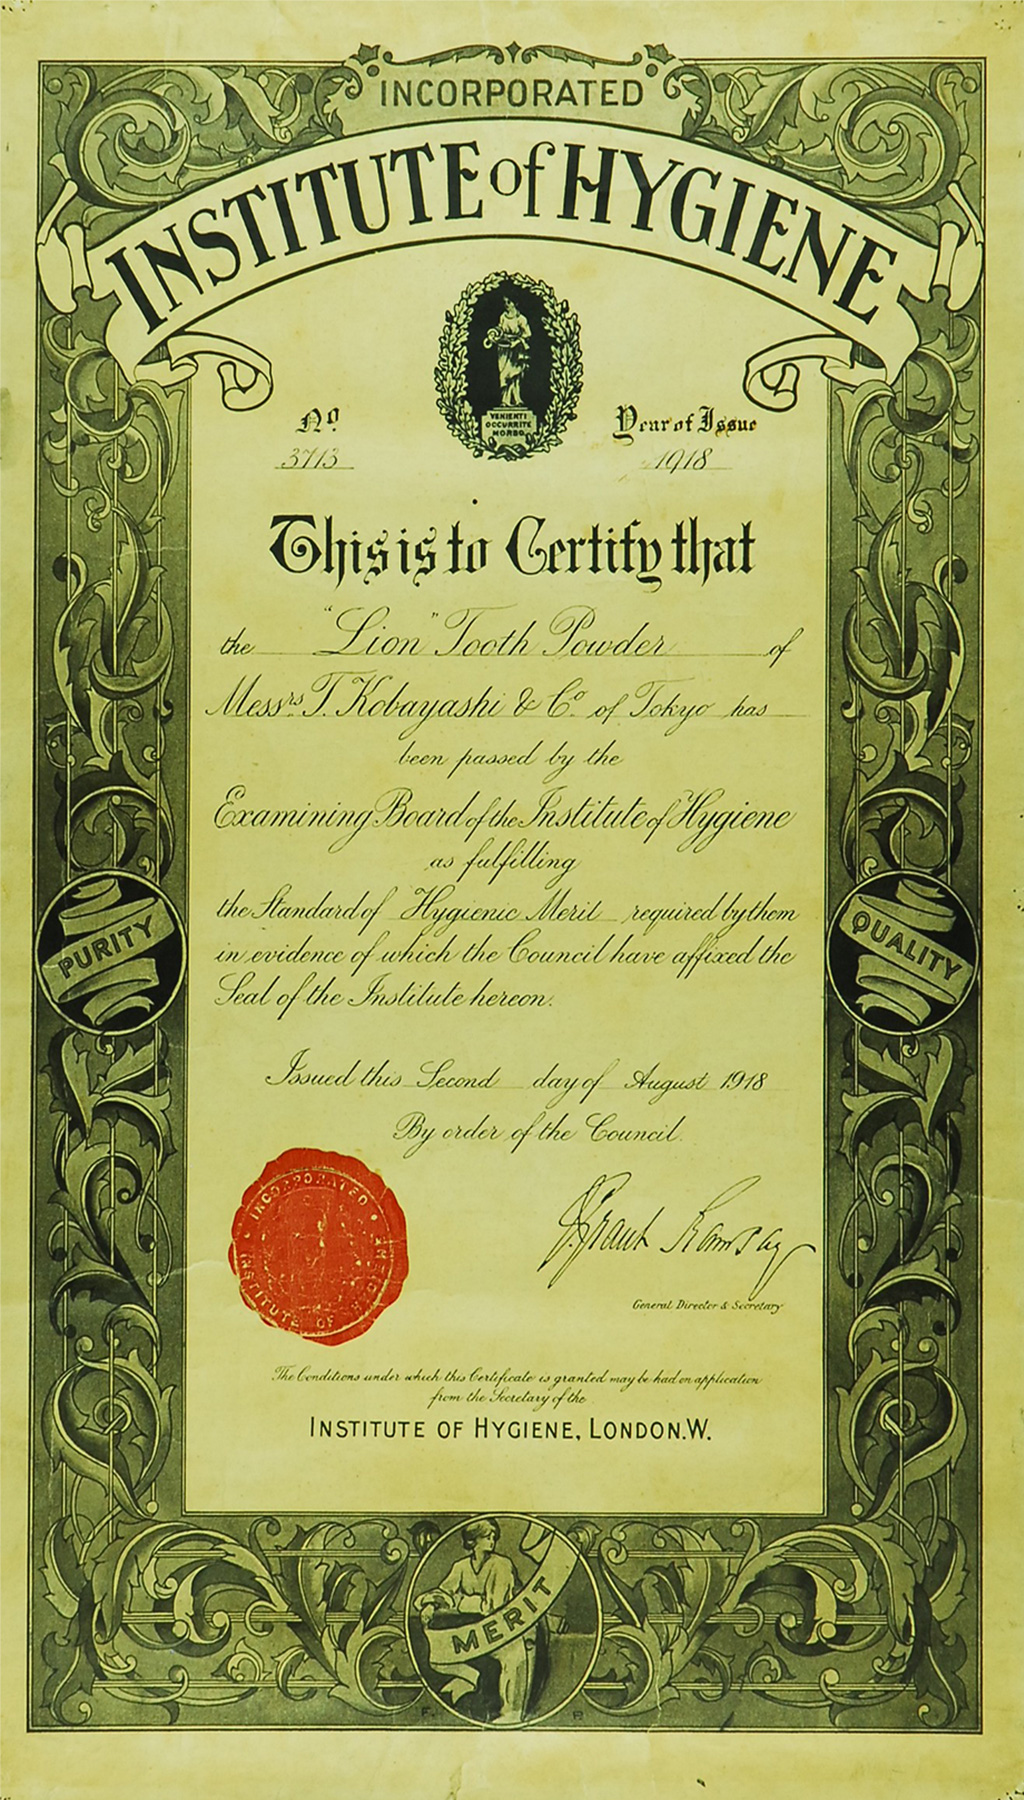 INCORPORATED
INSTITUTE of HYGIENE
VENIENTI
OCCURRITE
MORBO
No
3713
Year of Issue
1918
This is to Certify that
the "Lion" Tooth Powder of
Messrs T. Kobayashi & Co. of Tokyo has
been passed by the
Examining Board of the Institute of Hygiene
as fulfilling
the Standard of Hygienic Merit required by them
in evidence of which the Council have affixed the
Seal of the Institute hereon.
PURITY
QUALITY
Issued this Second day of August 1918
By order of the Council.
INCORPORATED
INSTITUTE OF
J. Grant Ramsay
General Director & Secretary
The Conditions under which this Certificate is granted may be had on application
from the Secretary of the
INSTITUTE OF HYGIENE, LONDON.W.
MERIT